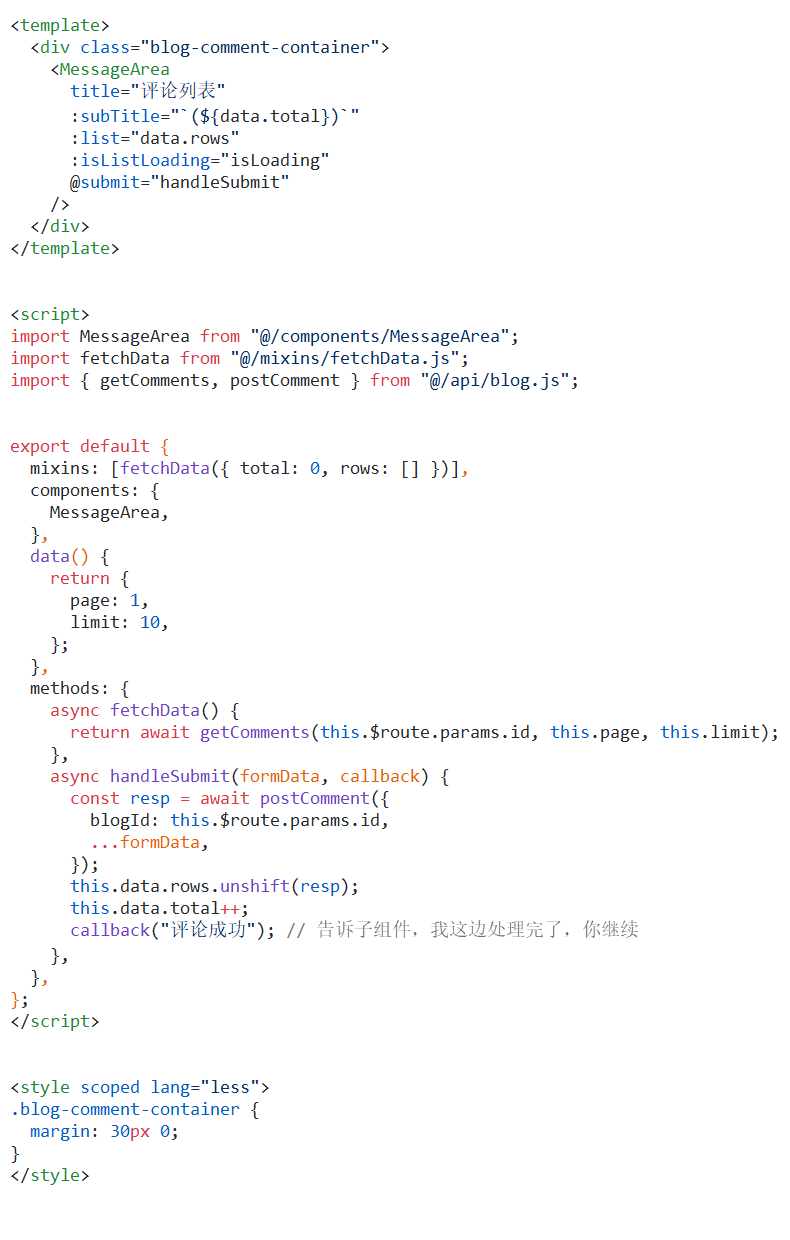 <template>
  <div class="blog-comment-container">
    <MessageArea
      title="评论列表"
      :subTitle="`(${data.total})`"
      :list="data.rows"
      :isListLoading="isLoading"
      @submit="handleSubmit"
    />
  </div>
</template>
<script>
import MessageArea from "@/components/MessageArea";
import fetchData from "@/mixins/fetchData.js";
import { getComments, postComment } from "@/api/blog.js";
export default {
  mixins: [fetchData({ total: 0, rows: [] })],
  components: {
    MessageArea,
  },
  data() {
    return {
      page: 1,
      limit: 10,
    };
  },
  methods: {
    async fetchData() {
      return await getComments(this.$route.params.id, this.page, this.limit);
    },
    async handleSubmit(formData, callback) {
      const resp = await postComment({
        blogId: this.$route.params.id,
        ...formData,
      });
      this.data.rows.unshift(resp);
      this.data.total++;
      callback("评论成功"); // 告诉子组件，我这边处理完了，你继续
    },
  },
};
</script>
<style scoped lang="less">
.blog-comment-container {
  margin: 30px 0;
}
</style>